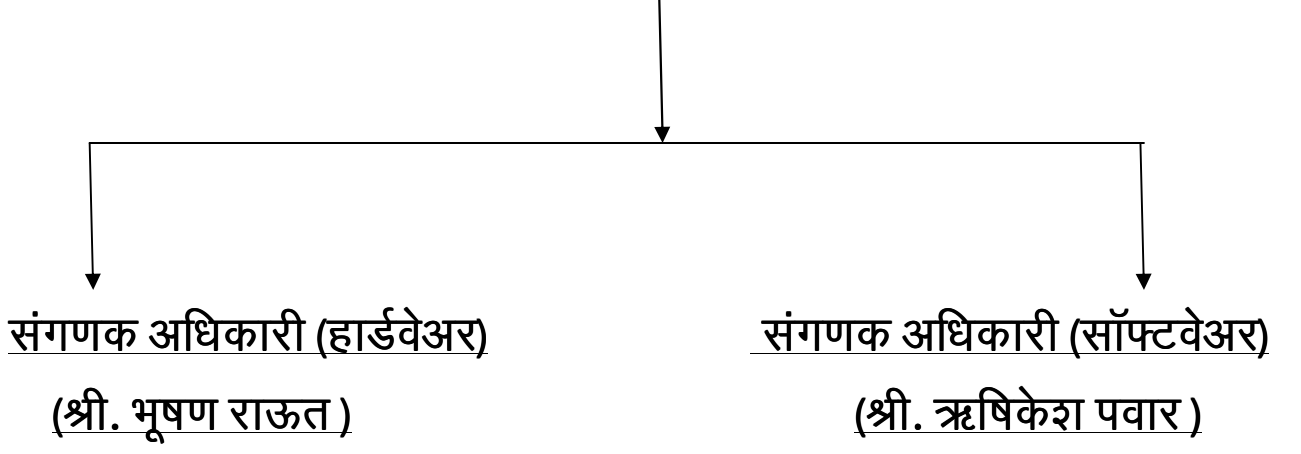 संगणक अधिकारी (हार्डवेअर)
(श्री. भूषण राऊत )
संगणक अधिकारी (सॉफ्टवेअर)
(श्री. ऋषिकेश पवार )